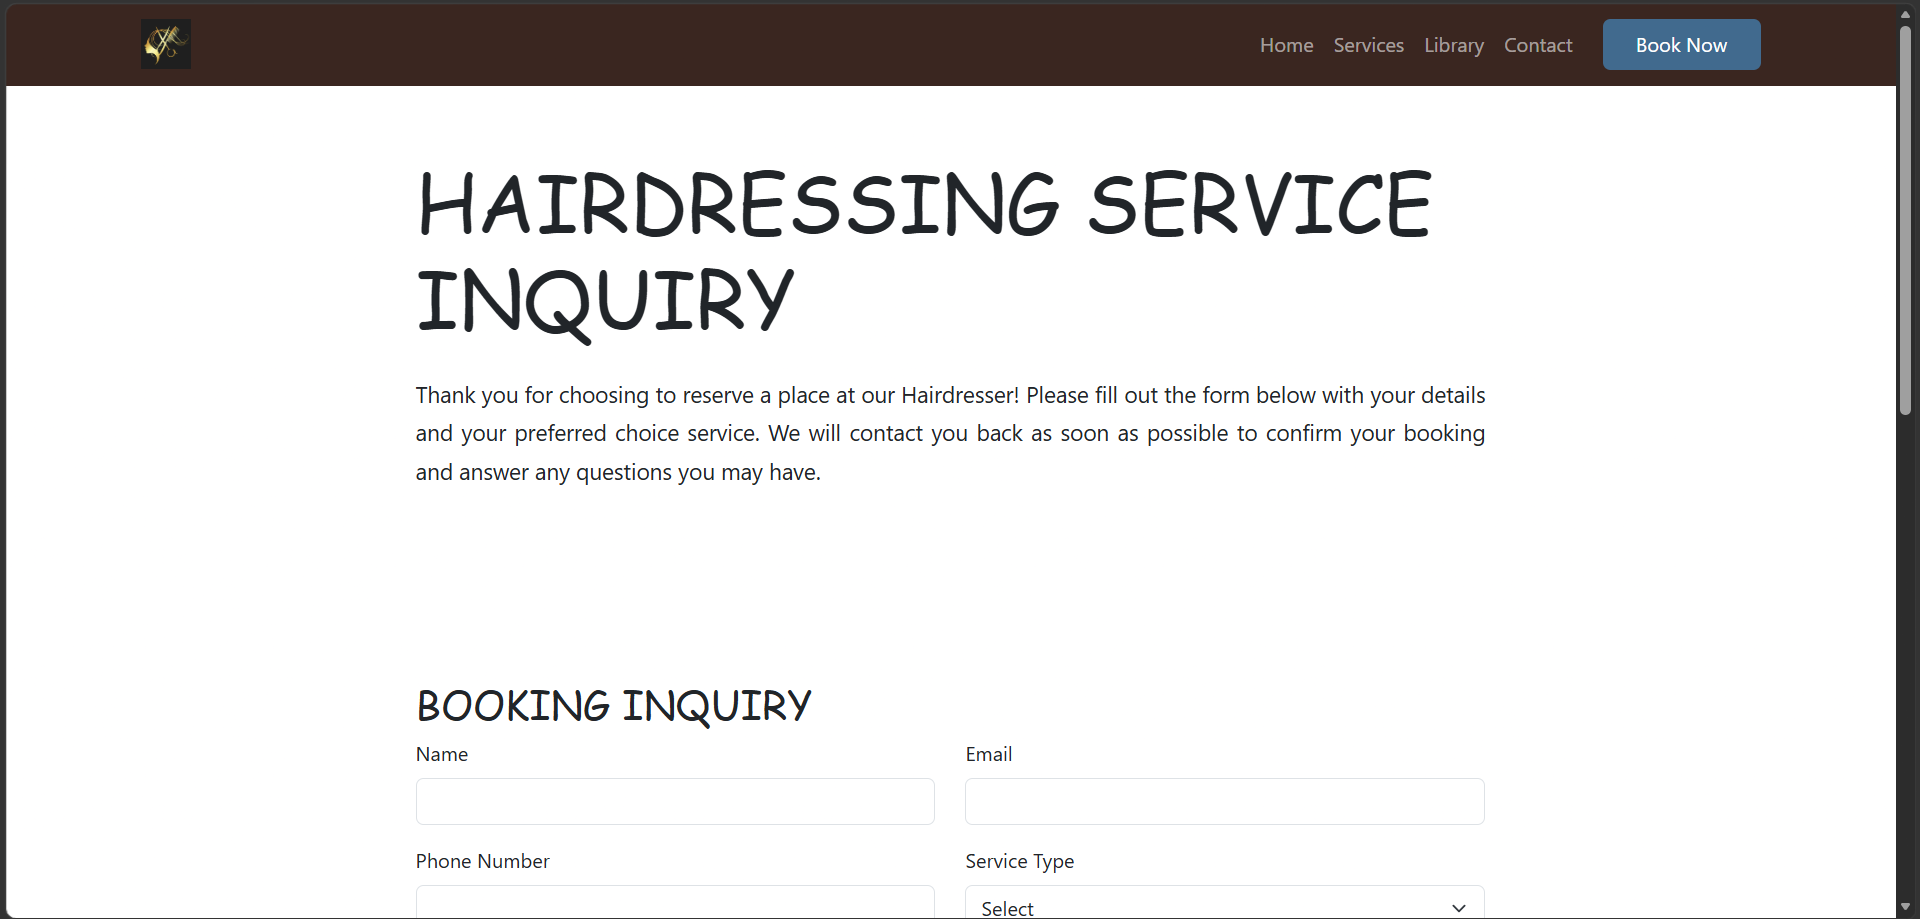 Home Services Library Contact Book Now
HAIRDRESSING SERVICE
INQUIRY
Thank you for choosing to reserve a place at our Hairdresser! Please fill out the form below with your details
and your preferred choice service. We will contact you back as soon as possible to confirm your booking
and answer any questions you may have.
BOOKING INQUIRY
Name Email
Phone Number Service Type
Select